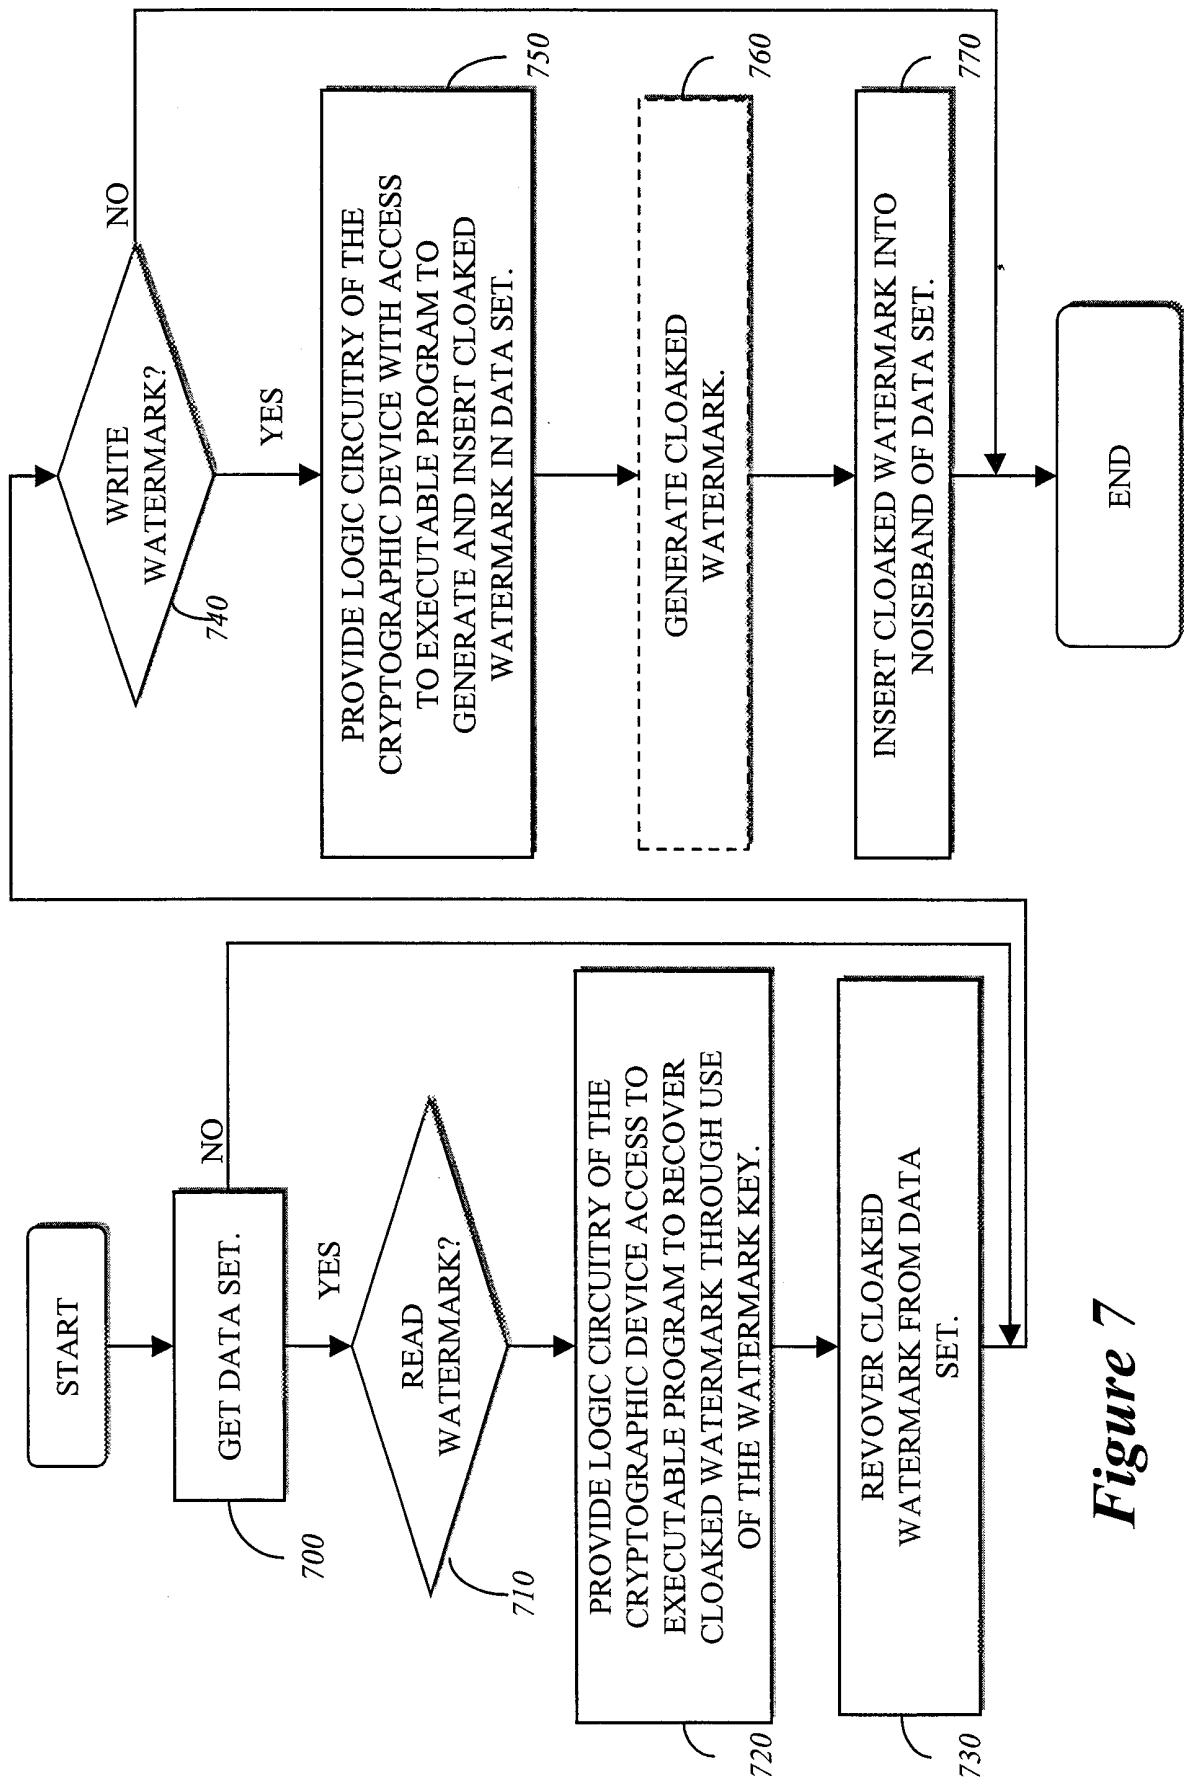 START
GET DATA SET.
700
NO
YES
READ
WATERMARK?
710
PROVIDE LOGIC CIRCUITRY OF THE
CRYPTOGRAPHIC DEVICE ACCESS TO
EXECUTABLE PROGRAM TO RECOVER
CLOAKED WATERMARK THROUGH USE
OF THE WATERMARK KEY.
720
REVOVER CLOAKED
WATERMARK FROM DATA
SET.
730
WRITE
WATERMARK?
740
NO
YES
PROVIDE LOGIC CIRCUITRY OF THE
CRYPTOGRAPHIC DEVICE WITH ACCESS
TO EXECUTABLE PROGRAM TO
GENERATE AND INSERT CLOAKED
WATERMARK IN DATA SET.
750
GENERATE CLOAKED
WATERMARK.
760
INSERT CLOAKED WATERMARK INTO
NOISEBAND OF DATA SET.
770
END
Figure 7